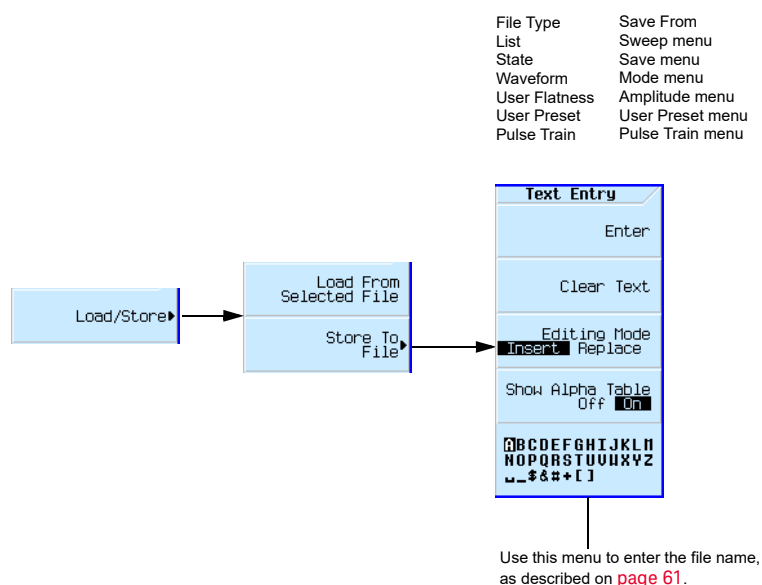 File Type Save From
List Sweep menu
State Save menu
Waveform Mode menu
User Flatness Amplitude menu
User Preset User Preset menu
Pulse Train Pulse Train menu
Load/Store
Load From
Selected File
Store To
File
Text Entry
Enter
Clear Text
Editing Mode
Insert Replace
Show Alpha Table
Off On
ABCDEFGHIJKLM
NOPQRSTUVWXYZ
␣_$&#+[]
Use this menu to enter the file name,
as described on page 61.